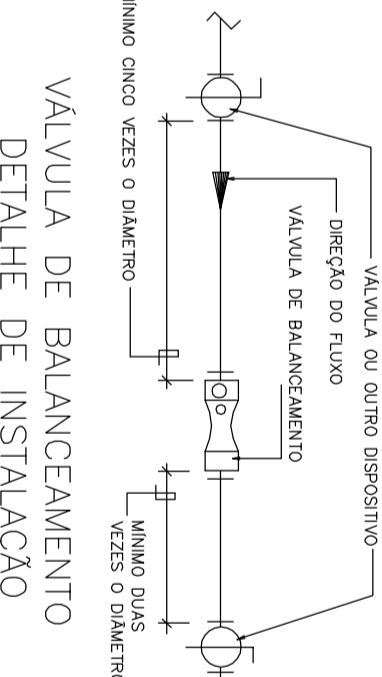 VÁLVULA OU OUTRO DISPOSITIVO
DIREÇÃO DO FLUXO
VÁLVULA DE BALANCEAMENTO
MÍNIMO CINCO VEZES O DIÂMETRO
MÍNIMO DUAS
VEZES O DIÂMETRO
VÁLVULA DE BALANCEAMENTO
DETALHE DE INSTALAÇÃO